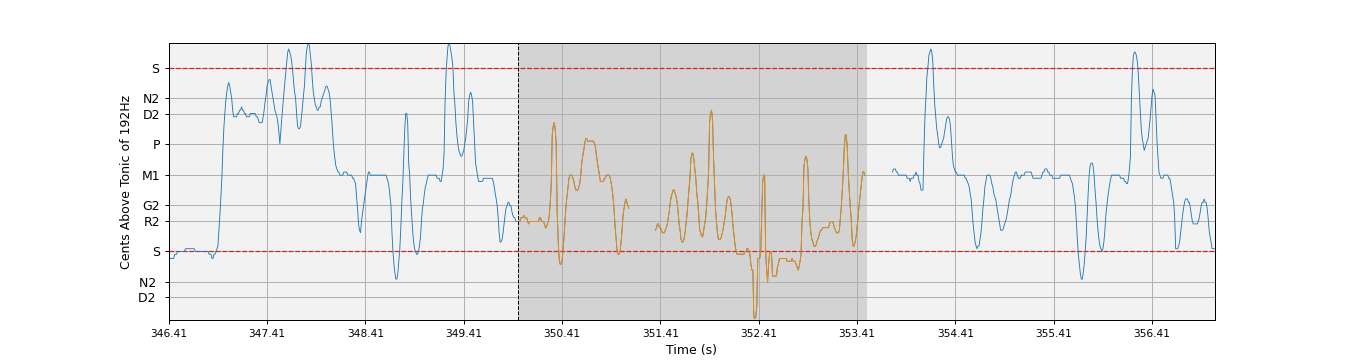 S
N2
D2
P
M1
G2
R2
S
N2
D2
Cents Above Tonic of 192Hz
346.41 347.41 348.41 349.41 350.41 351.41 352.41 353.41 354.41 355.41 356.41
Time (s)